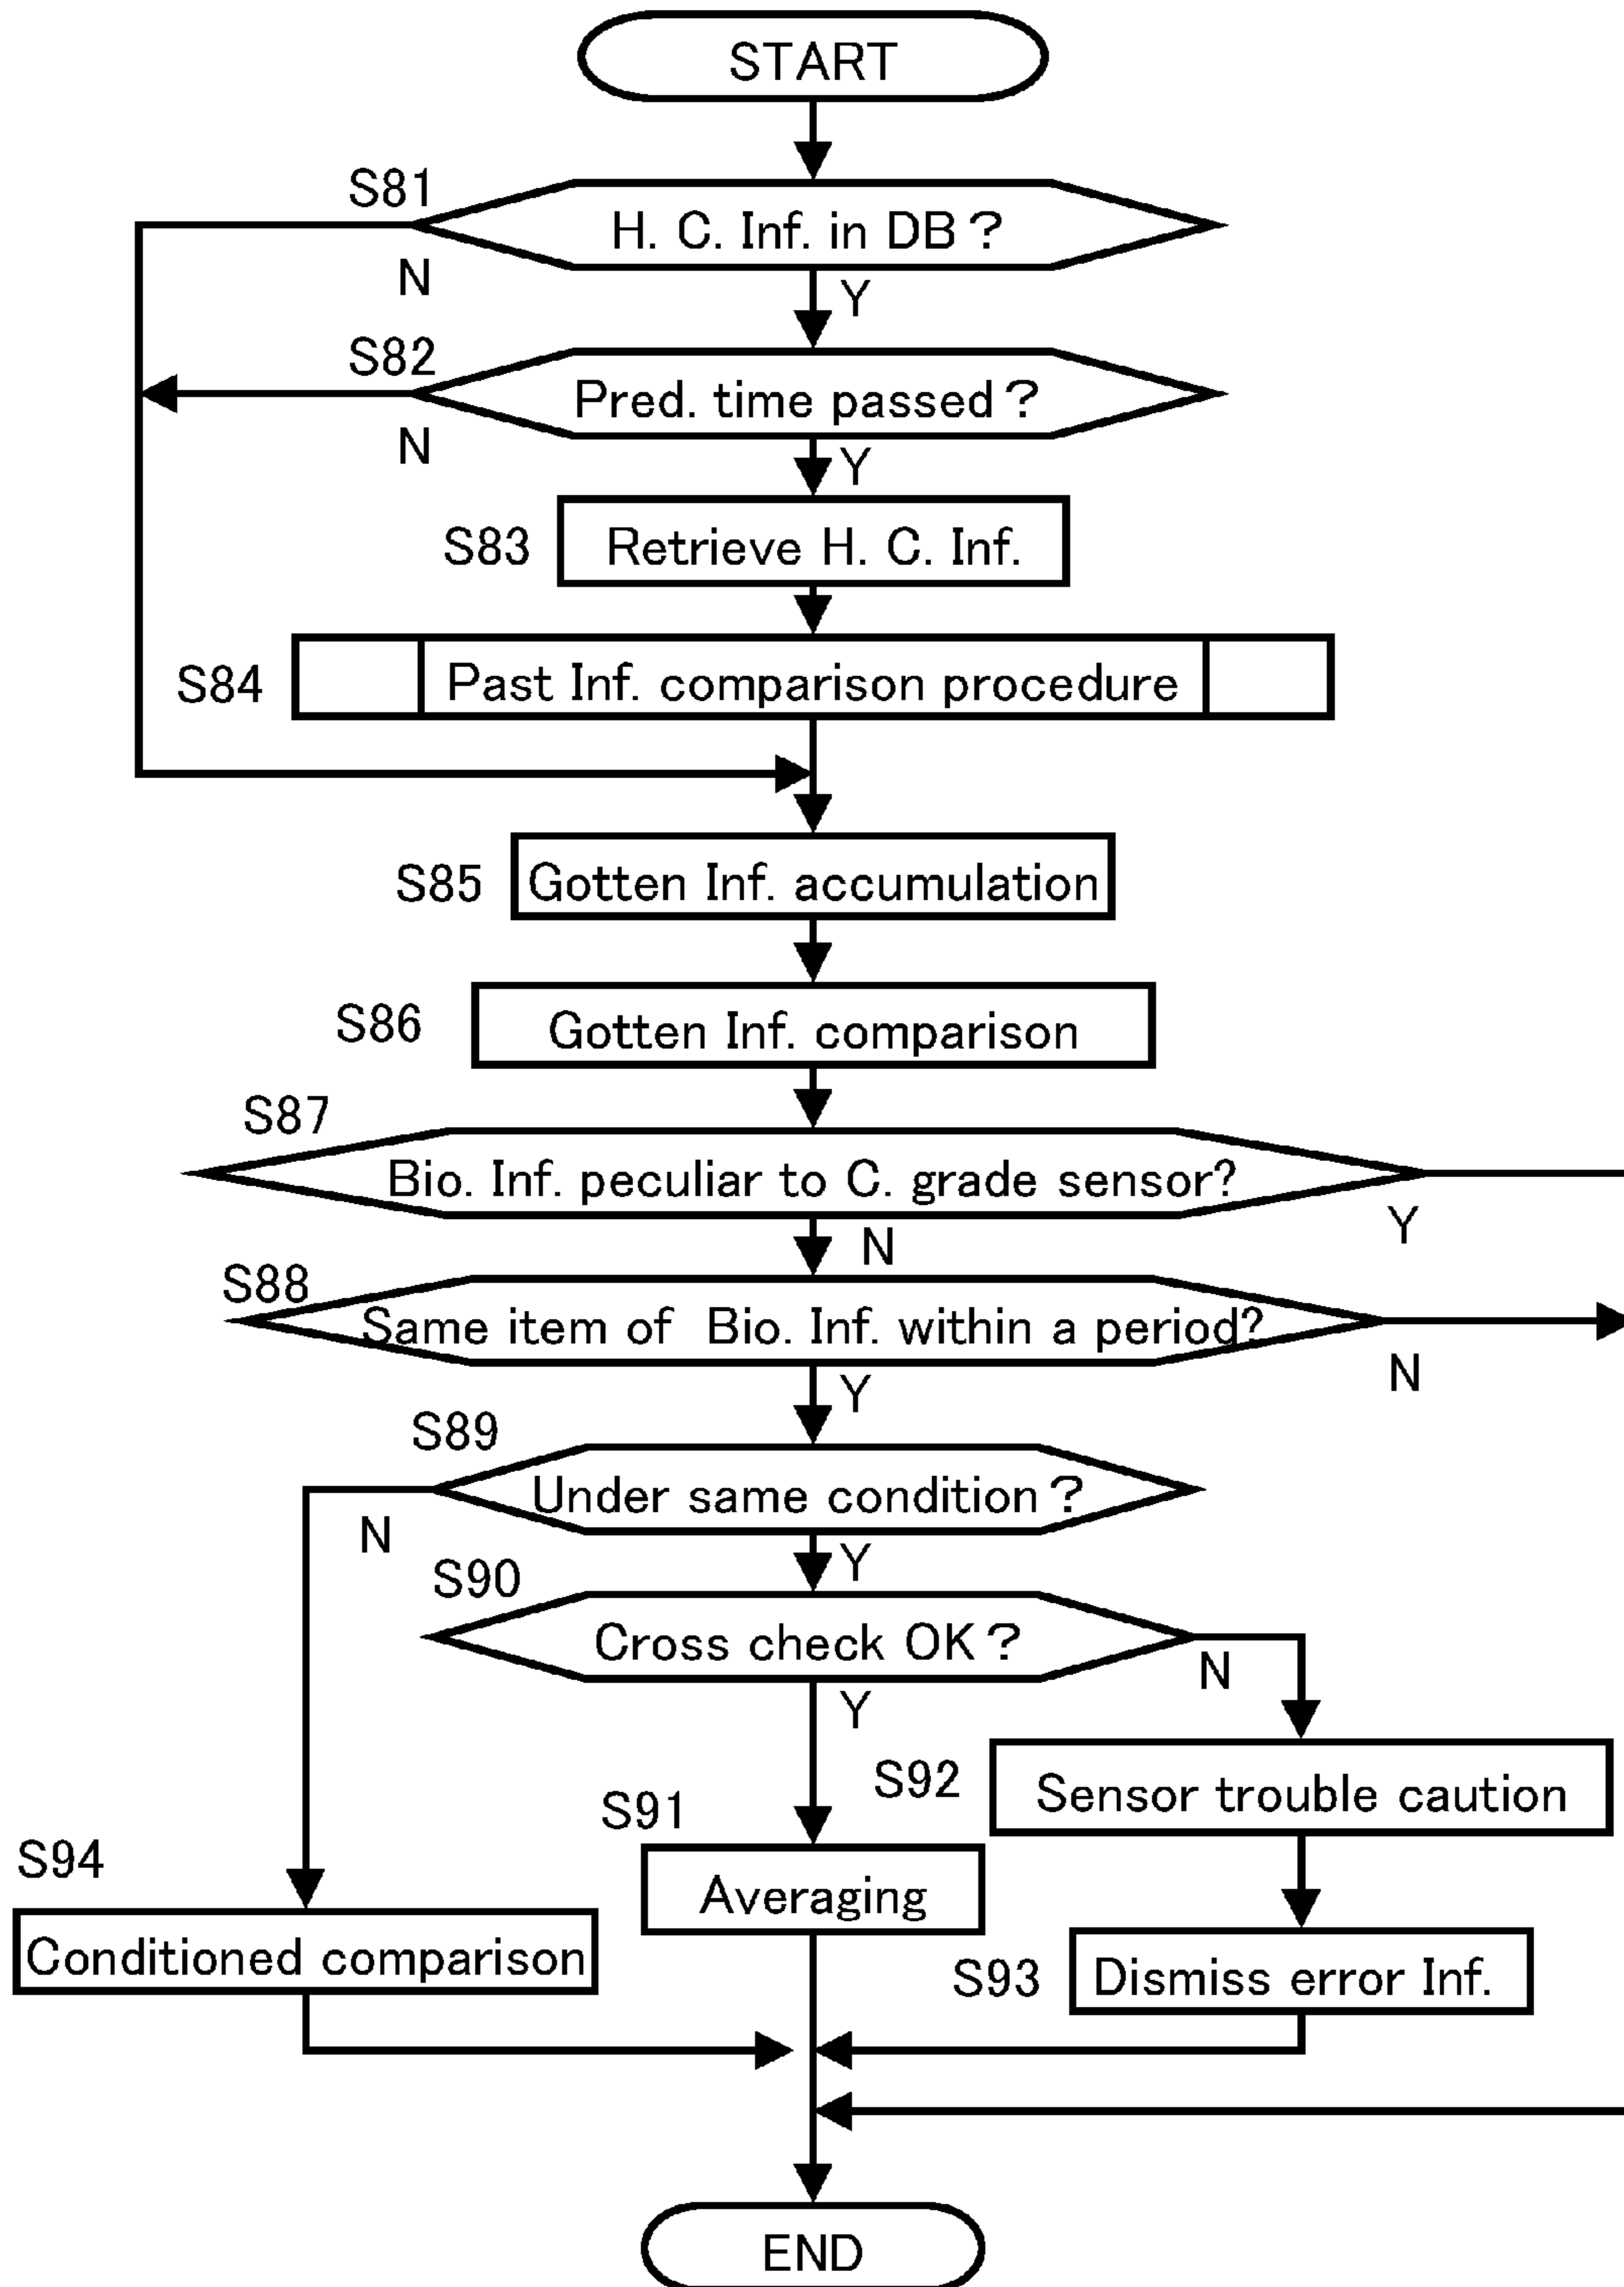 START
S81
H. C. Inf. in DB?
N
Y
S82
Pred. time passed?
N
Y
S83
Retrieve H. C. Inf.
S84
Past Inf. comparison procedure
S85
Gotten Inf. accumulation
S86
Gotten Inf. comparison
S87
Bio. Inf. peculiar to C. grade sensor?
Y
N
S88
Same item of Bio. Inf. within a period?
N
Y
S89
Under same condition?
N
Y
S90
Cross check OK?
N
Y
S92
Sensor trouble caution
S91
Averaging
S94
Conditioned comparison
S93
Dismiss error Inf.
END